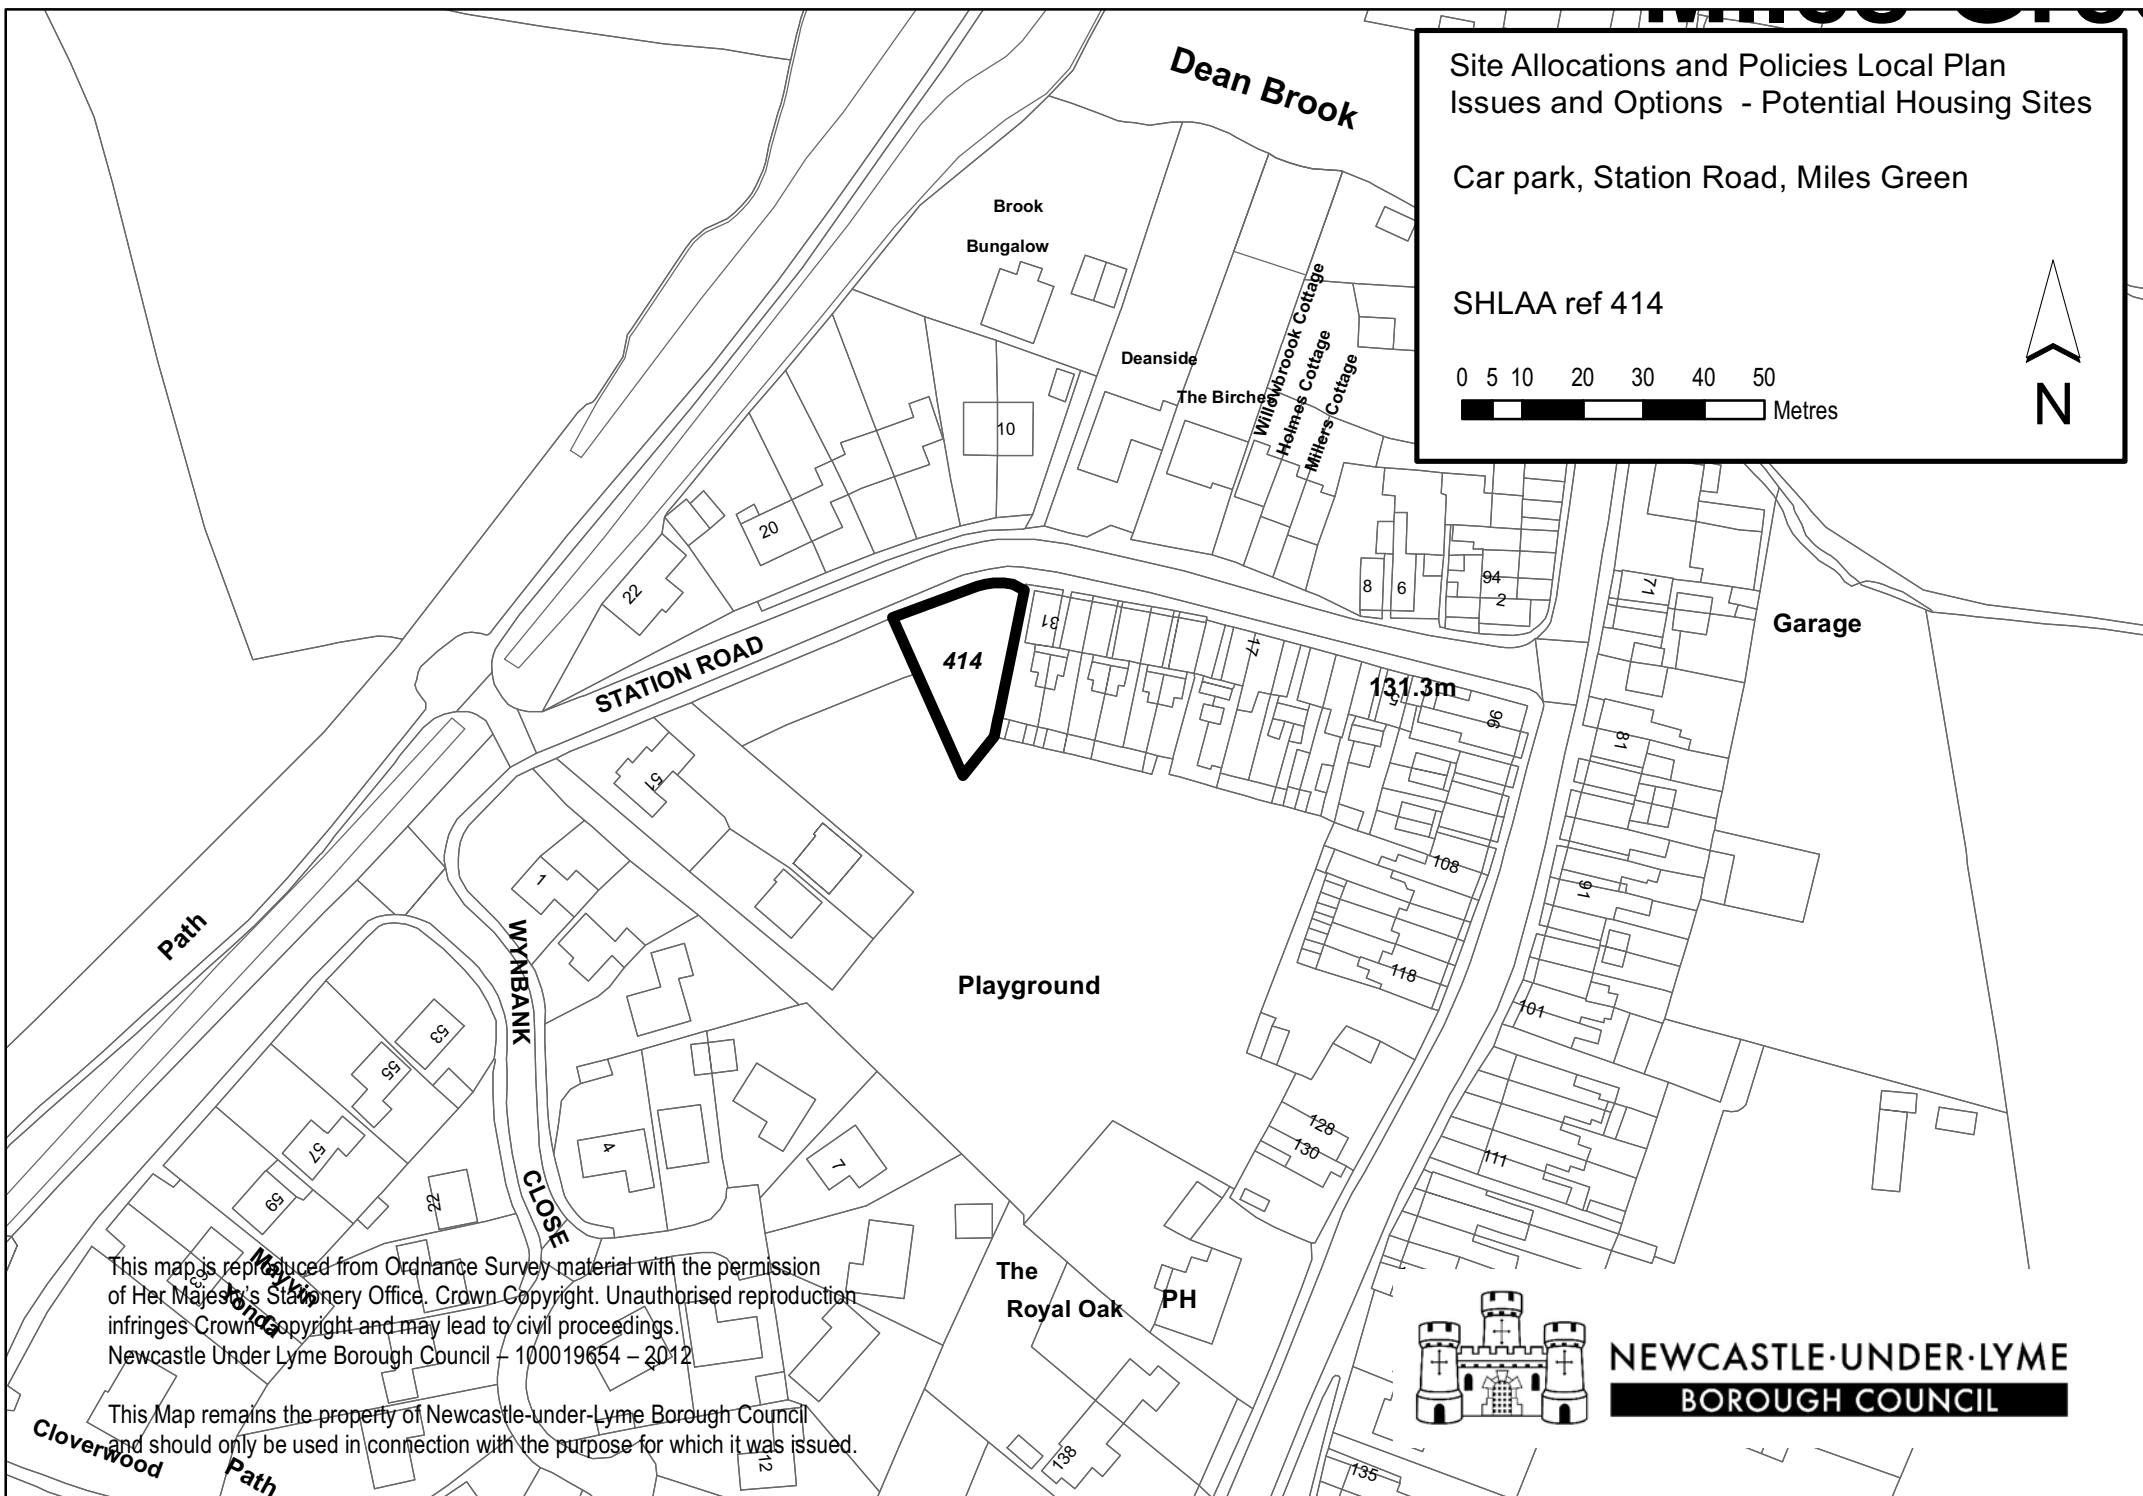 Site Allocations and Policies Local Plan
Issues and Options - Potential Housing Sites
Car park, Station Road, Miles Green
SHLAA ref 414
0 5 10 20 30 40 50
Metres
N
Dean Brook
Brook
Bungalow
Deanside
The Birches
Willowbroook Cottage
Holmes Cottage
Millers Cottage
10
20
22
8
6
94
2
71
Garage
STATION ROAD
414
31
17
5
131.3m
96
81
51
1
108
91
118
101
Path
WYNBANK
CLOSE
Playground
53
55
57
59
63
22
4
7
128
130
111
The
Royal Oak
PH
Mayvin
Yonda
This map is reproduced from Ordnance Survey material with the permission
of Her Majesty's Stationery Office. Crown Copyright. Unauthorised reproduction
infringes Crown Copyright and may lead to civil proceedings.
Newcastle Under Lyme Borough Council – 100019654 – 2012
This Map remains the property of Newcastle-under-Lyme Borough Council
and should only be used in connection with the purpose for which it was issued.
Cloverwood
Path
12
138
135
NEWCASTLE·UNDER·LYME
BOROUGH COUNCIL